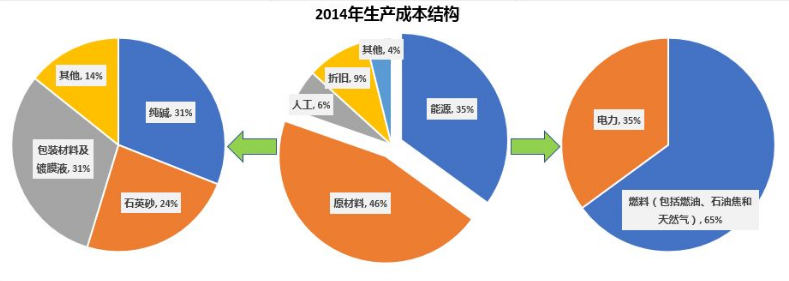 2014年生产成本结构
其他, 14%
纯碱, 31%
包装材料及
镀膜液, 31%
石英砂, 24%
其他, 4%
折旧, 9%
人工, 6%
能源, 35%
原材料, 46%
电力, 35%
燃料（包括燃油、石油焦和
天然气）, 65%